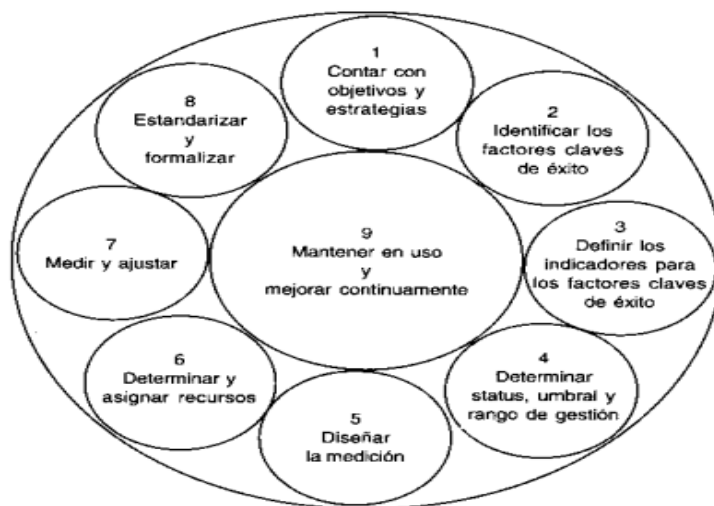 1
Contar con
objetivos y
estrategias
2
Identificar los
factores claves
de éxito
3
Definir los
indicadores para
los factores claves
de éxito
4
Determinar
status, umbral y
rango de gestión
5
Diseñar
la medición
6
Determinar y
asignar recursos
7
Medir y ajustar
8
Estandarizar
y
formalizar
9
Mantener en uso
y
mejorar continuamente